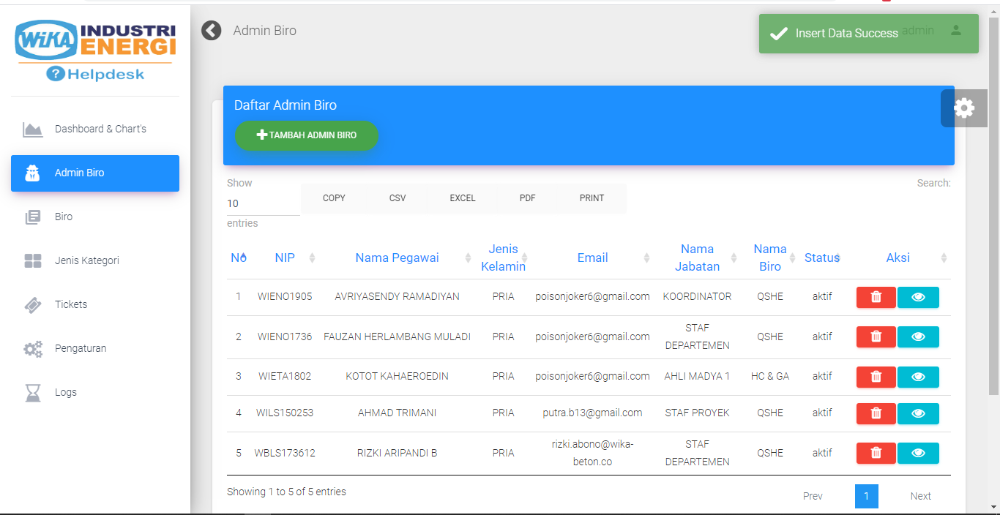 WIKA INDUSTRI ENERGI
? Helpdesk
Dashboard & Chart's
Admin Biro
Biro
Jenis Kategori
Tickets
Pengaturan
Logs
Admin Biro
Insert Data Success
admin
Daftar Admin Biro
TAMBAH ADMIN BIRO
Show
10
entries
COPY CSV EXCEL PDF PRINT
Search:
NO NIP Nama Pegawai Jenis Kelamin Email Nama Jabatan Nama Biro Status Aksi
1 WIENO1905 AVRIYASENDY RAMADIYAN PRIA poisonjoker6@gmail.com KOORDINATOR QSHE aktif
2 WIENO1736 FAUZAN HERLAMBANG MULADI PRIA poisonjoker6@gmail.com STAF DEPARTEMEN QSHE aktif
3 WIETA1802 KOTOT KAHAEROEDIN PRIA poisonjoker6@gmail.com AHLI MADYA 1 HC & GA aktif
4 WILS150253 AHMAD TRIMANI PRIA putra.b13@gmail.com STAF PROYEK QSHE aktif
5 WBLS173612 RIZKI ARIPANDI B PRIA rizki.abono@wika-beton.co STAF DEPARTEMEN QSHE aktif
Showing 1 to 5 of 5 entries
Prev 1 Next